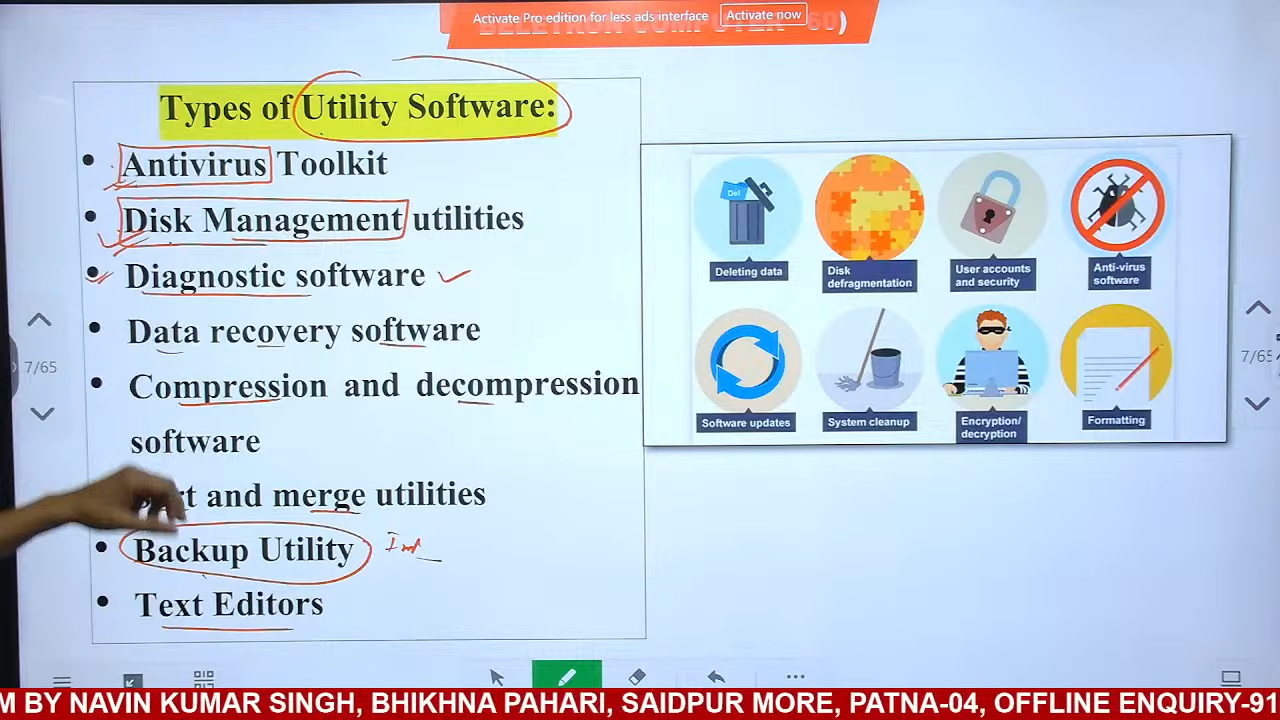 Activate Pro edition for less ads interface Activate now
60)
Types of Utility Software:
• Antivirus Toolkit
• Disk Management utilities
• Diagnostic software
• Data recovery software
• Compression and decompression
software
and merge utilities
• Backup Utility
• Text Editors
Del
Deleting data
Disk
defragmentation
User accounts
and security
Anti-virus
software
Software updates
System cleanup
Encryption/
decryption
Formatting
7/65
7/65
M BY NAVIN KUMAR SINGH, BHIKHNA PAHARI, SAIDPUR MORE, PATNA-04, OFFLINE ENQUIRY-91